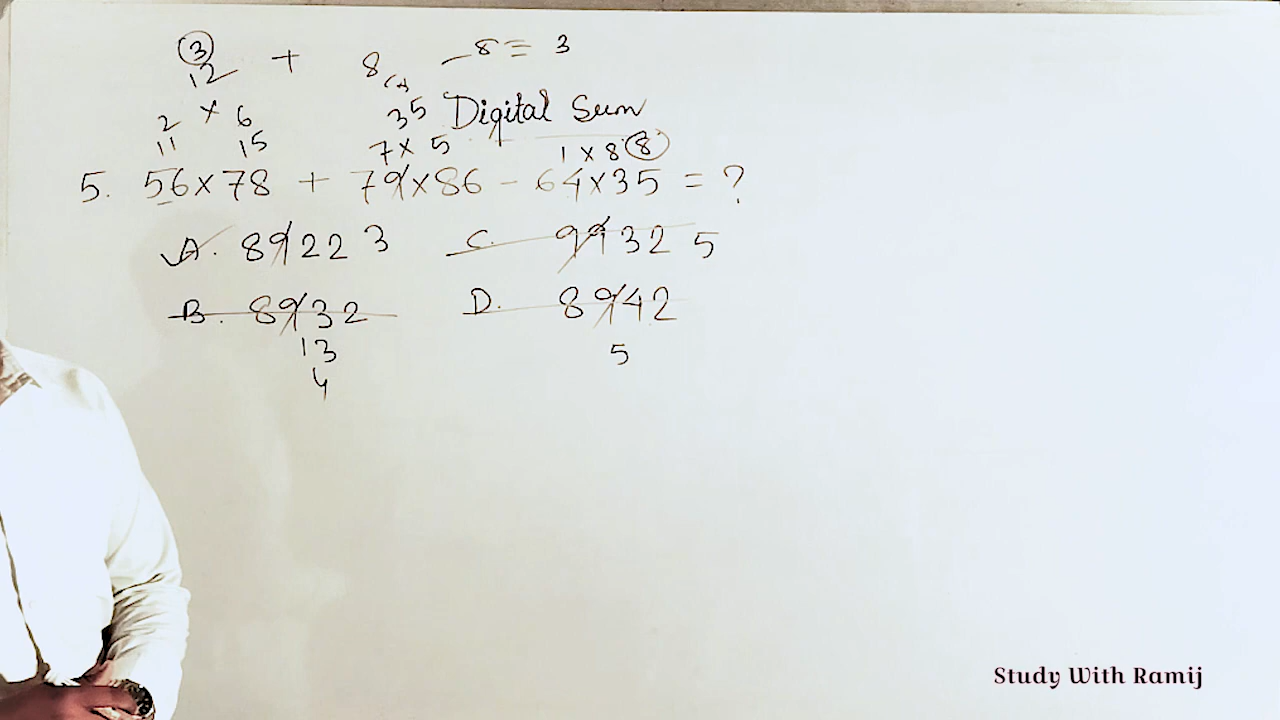 3
12 + 8 - 8 = 3
2 × 6 35 Digital Sum
11 15 7 × 5 1 × 8 8
5. 56×78 + 79×86 - 64×35 = ?
A. 8922 3 C. 9932 5
B. 8932 D. 8942
13 5
4
Study With Ramij